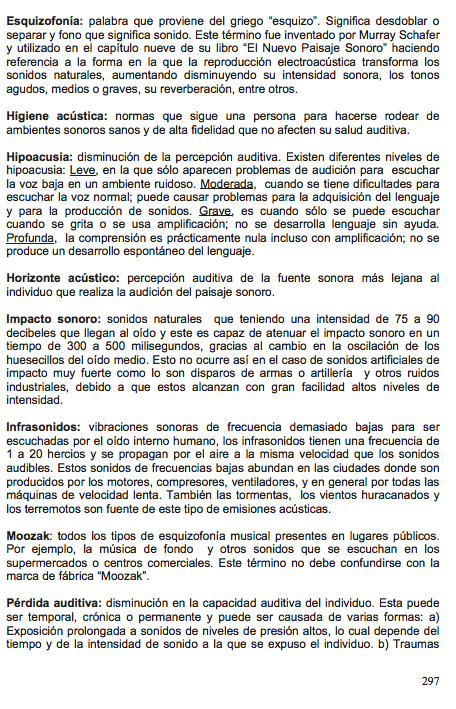 Esquizofonía: palabra que proviene del griego “esquizo”. Significa desdoblar o
separar y fono que significa sonido. Este término fue inventado por Murray Schafer
y utilizado en el capítulo nueve de su libro “El Nuevo Paisaje Sonoro” haciendo
referencia a la forma en la que la reproducción electroacústica transforma los
sonidos naturales, aumentando disminuyendo su intensidad sonora, los tonos
agudos, medios o graves, su reverberación, entre otros.
Higiene acústica: normas que sigue una persona para hacerse rodear de
ambientes sonoros sanos y de alta fidelidad que no afecten su salud auditiva.
Hipoacusia: disminución de la percepción auditiva. Existen diferentes niveles de
hipoacusia: Leve, en la que sólo aparecen problemas de audición para escuchar
la voz baja en un ambiente ruidoso. Moderada, cuando se tiene dificultades para
escuchar la voz normal; puede causar problemas para la adquisición del lenguaje
y para la producción de sonidos. Grave, es cuando sólo se puede escuchar
cuando se grita o se usa amplificación; no se desarrolla lenguaje sin ayuda.
Profunda, la comprensión es prácticamente nula incluso con amplificación; no se
produce un desarrollo espontáneo del lenguaje.
Horizonte acústico: percepción auditiva de la fuente sonora más lejana al
individuo que realiza la audición del paisaje sonoro.
Impacto sonoro: sonidos naturales que teniendo una intensidad de 75 a 90
decibeles que llegan al oído y este es capaz de atenuar el impacto sonoro en un
tiempo de 300 a 500 milisegundos, gracias al cambio en la oscilación de los
huesecillos del oído medio. Esto no ocurre así en el caso de sonidos artificiales de
impacto muy fuerte como lo son disparos de armas o artillería y otros ruidos
industriales, debido a que estos alcanzan con gran facilidad altos niveles de
intensidad.
Infrasonidos: vibraciones sonoras de frecuencia demasiado bajas para ser
escuchadas por el oído interno humano, los infrasonidos tienen una frecuencia de
1 a 20 hercios y se propagan por el aire a la misma velocidad que los sonidos
audibles. Estos sonidos de frecuencias bajas abundan en las ciudades donde son
producidos por los motores, compresores, ventiladores, y en general por todas las
máquinas de velocidad lenta. También las tormentas, los vientos huracanados y
los terremotos son fuente de este tipo de emisiones acústicas.
Moozak: todos los tipos de esquizofonía musical presentes en lugares públicos.
Por ejemplo, la música de fondo y otros sonidos que se escuchan en los
supermercados o centros comerciales. Este término no debe confundirse con la
marca de fábrica “Moozak”.
Pérdida auditiva: disminución en la capacidad auditiva del individuo. Esta puede
ser temporal, crónica o permanente y puede ser causada de varias formas: a)
Exposición prolongada a sonidos de niveles de presión altos, lo cual depende del
tiempo y de la intensidad de sonido a la que se expuso el individuo. b) Traumas
297